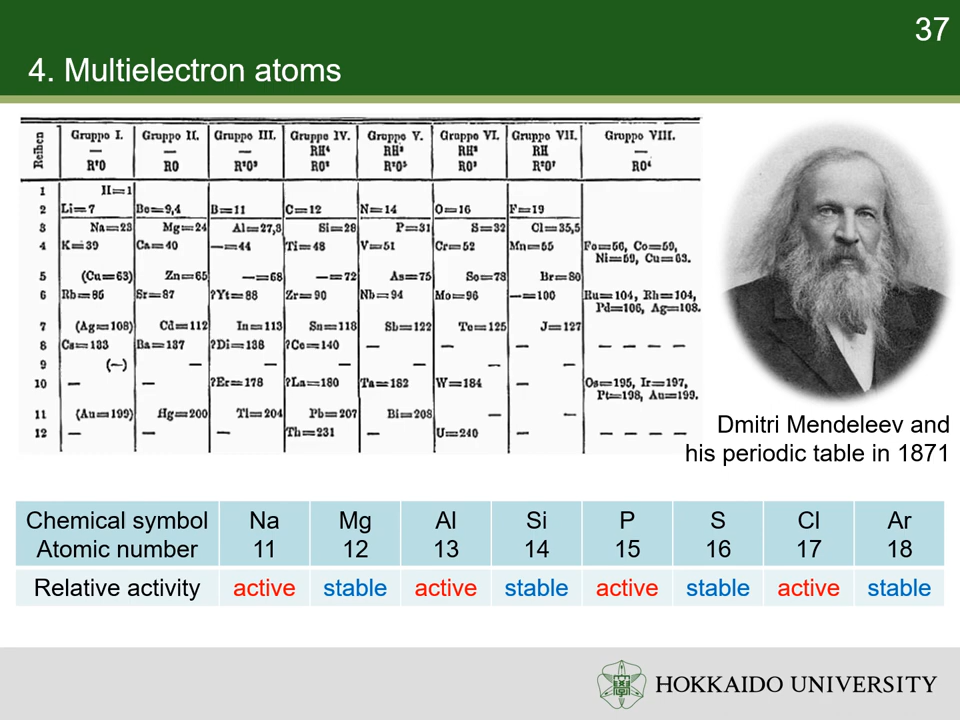 37
4. Multielectron atoms
Reihen
Gruppo I. Gruppo II. Gruppo III. Gruppo IV. Gruppo V. Gruppo VI. Gruppo VII. Gruppo VIII.
— — — RH⁴ RH³ RH² RH —
R²O RO R²O³ RO² R²O⁵ RO³ R²O⁷ RO⁴
1 H=1
2 Li=7 Be=9,4 B=11 C=12 N=14 O=16 F=19
3 Na=23 Mg=24 Al=27,3 Si=28 P=31 S=32 Cl=35,5
4 K=39 Ca=40 —=44 Ti=48 V=51 Cr=52 Mn=55 Fo=56, Co=59,
Ni=59, Cu=63.
5 (Cu=63) Zn=65 —=68 —=72 As=75 So=78 Br=80
6 Rb=85 Sr=87 ?Yt=88 Zr=90 Nb=94 Mo=96 —=100 Ru=104, Rh=104,
Pd=106, Ag=108.
7 (Ag=108) Cd=112 In=113 Sn=118 Sb=122 Te=125 J=127
8 Cs=133 Ba=137 ?Di=138 ?Ce=140 — — — — — — —
9 (—) — — — — — —
10 — — ?Er=178 ?La=180 Ta=182 W=184 — Os=195, Ir=197,
Pt=198, Au=199.
11 (Au=199) Hg=200 Tl=204 Pb=207 Bi=208 — —
12 — — — Th=231 — U=240 — — — — —
Dmitri Mendeleev and
his periodic table in 1871
Chemical symbol Na Mg Al Si P S Cl Ar
Atomic number 11 12 13 14 15 16 17 18
Relative activity active stable active stable active stable active stable
HOKKAIDO UNIVERSITY